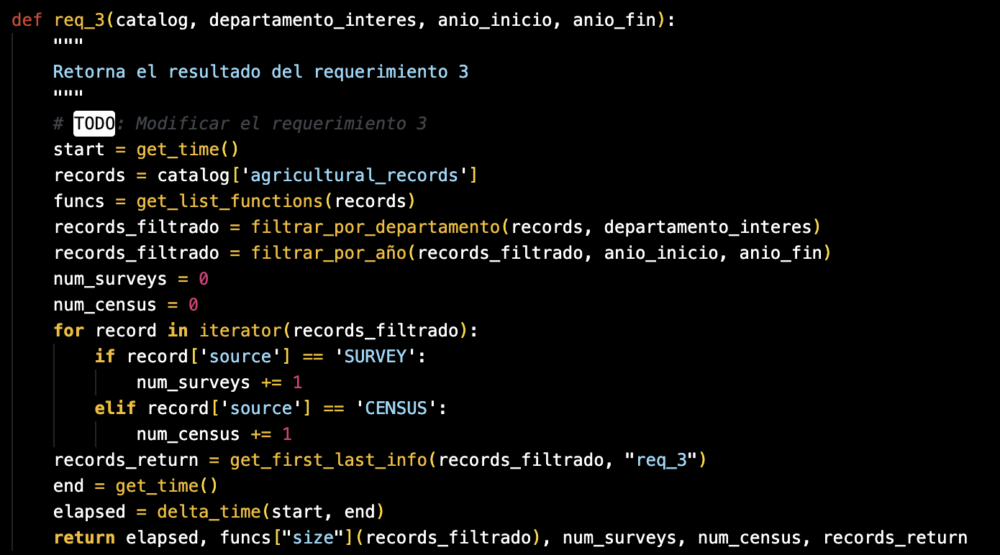 def req_3(catalog, departamento_interes, anio_inicio, anio_fin):
    """
    Retorna el resultado del requerimiento 3
    """
    # TODO: Modificar el requerimiento 3
    start = get_time()
    records = catalog['agricultural_records']
    funcs = get_list_functions(records)
    records_filtrado = filtrar_por_departamento(records, departamento_interes)
    records_filtrado = filtrar_por_año(records_filtrado, anio_inicio, anio_fin)
    num_surveys = 0
    num_census = 0
    for record in iterator(records_filtrado):
        if record['source'] == 'SURVEY':
            num_surveys += 1
        elif record['source'] == 'CENSUS':
            num_census += 1
    records_return = get_first_last_info(records_filtrado, "req_3")
    end = get_time()
    elapsed = delta_time(start, end)
    return elapsed, funcs["size"](records_filtrado), num_surveys, num_census, records_return